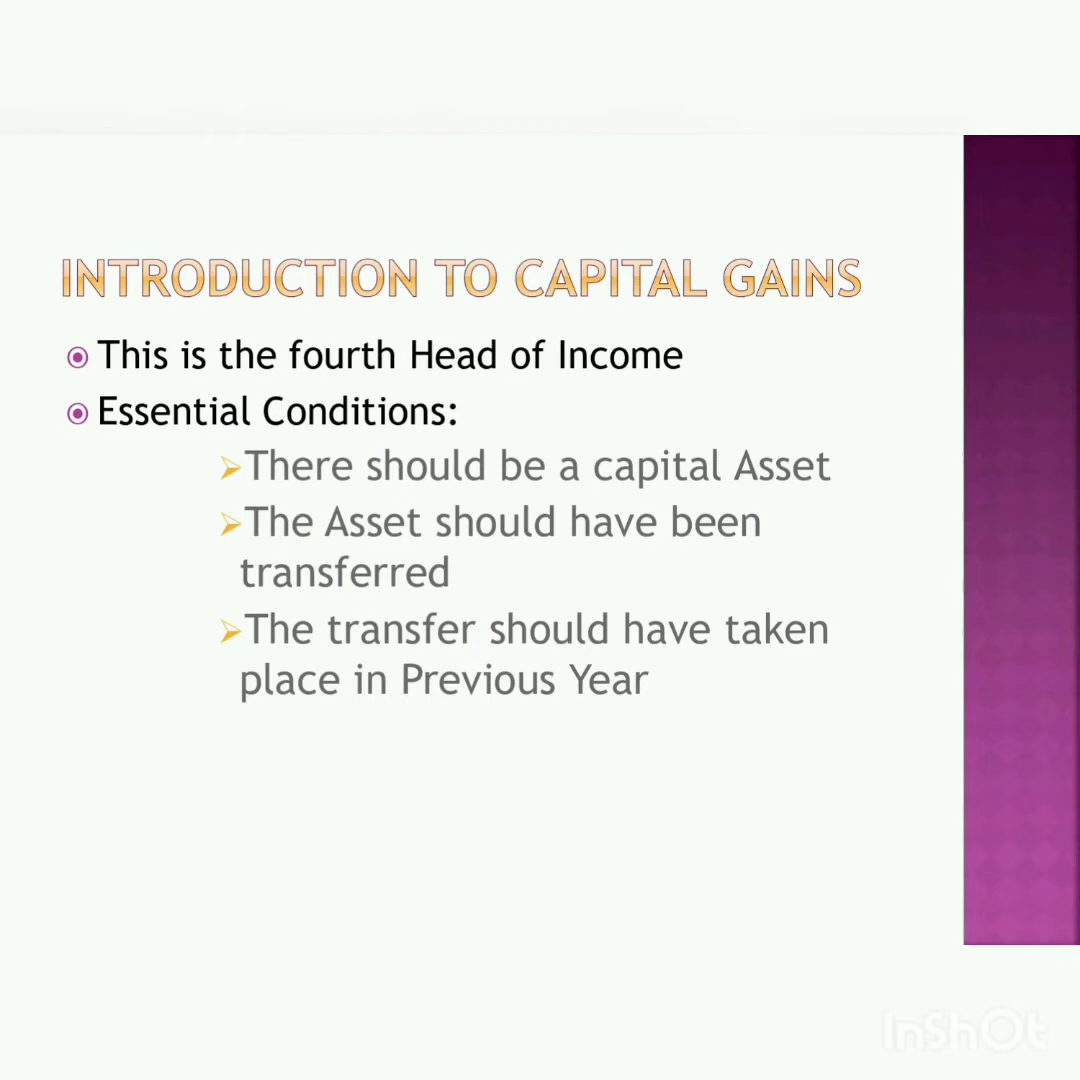 INTRODUCTION TO CAPITAL GAINS
This is the fourth Head of Income
Essential Conditions:
There should be a capital Asset
The Asset should have been
transferred
The transfer should have taken
place in Previous Year
InShOt